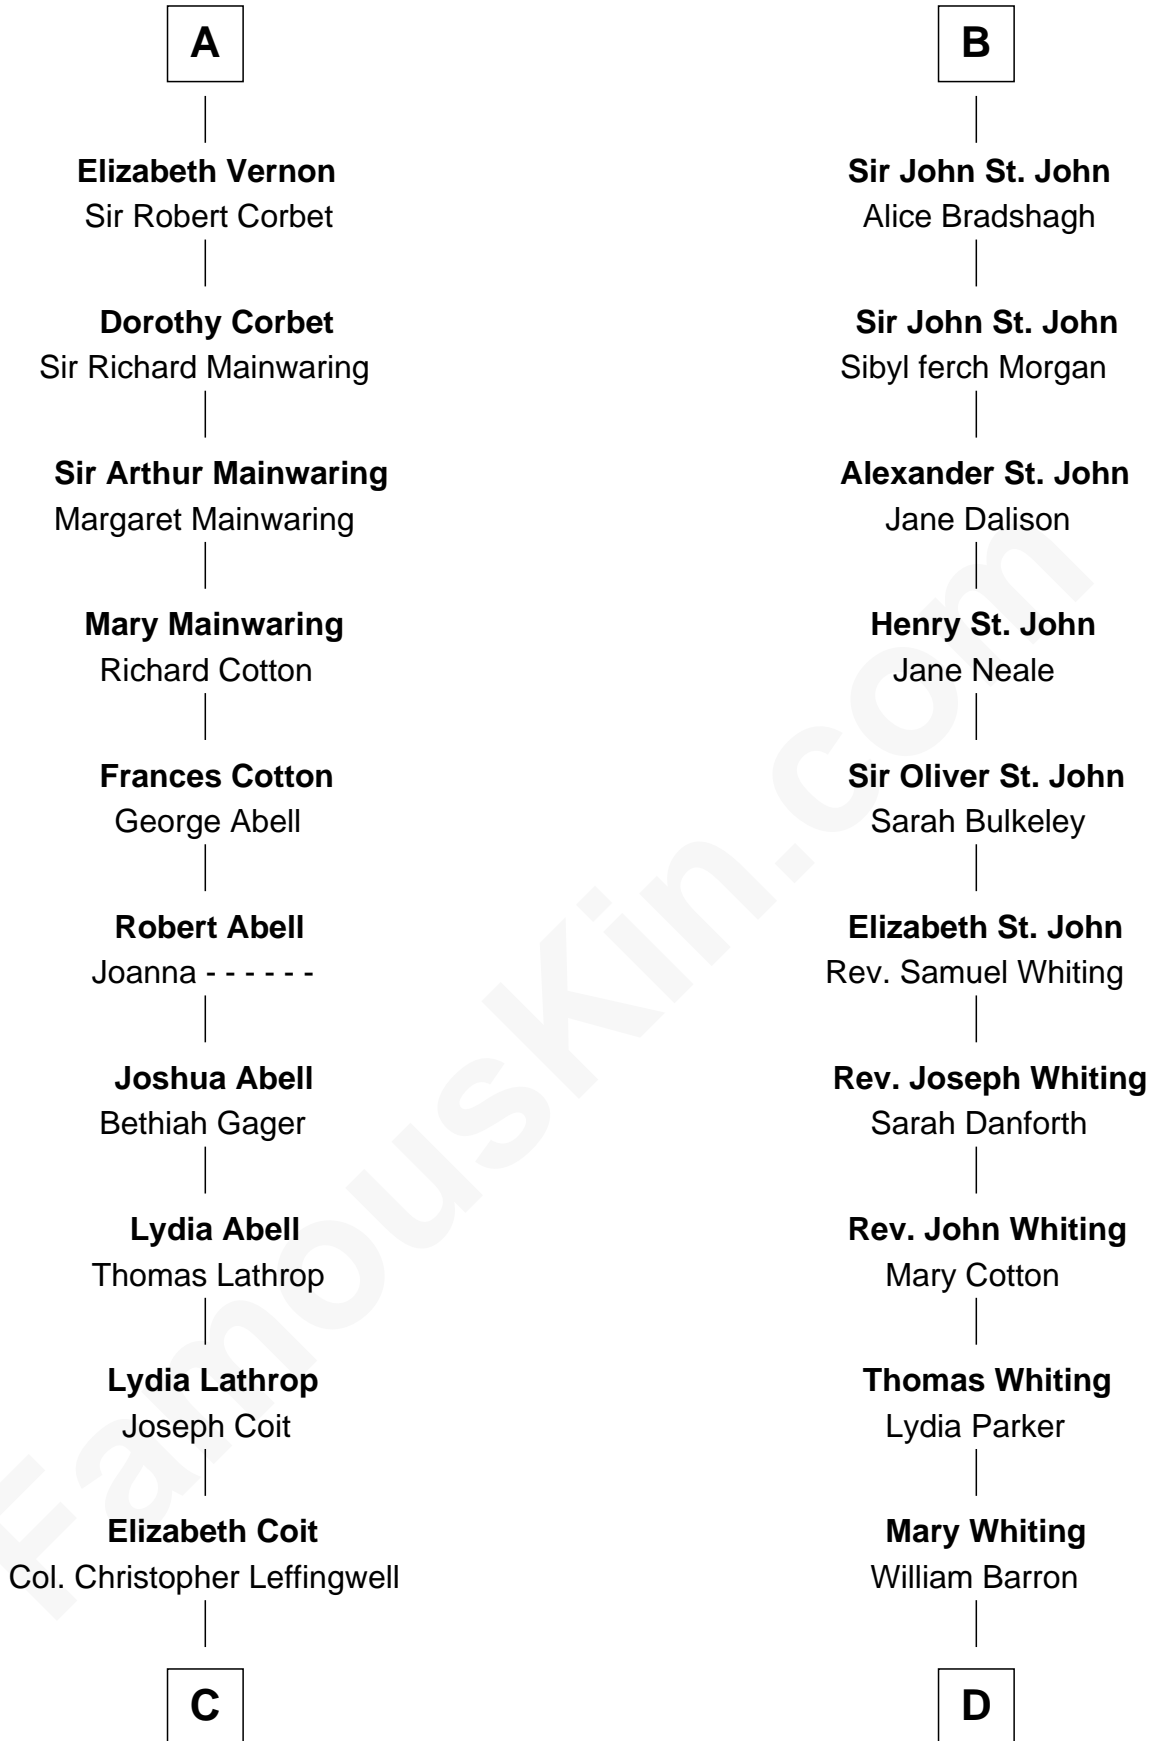 A
Elizabeth Vernon
Sir Robert Corbet
Dorothy Corbet
Sir Richard Mainwaring
Sir Arthur Mainwaring
Margaret Mainwaring
Mary Mainwaring
Richard Cotton
Frances Cotton
George Abell
Robert Abell
Joanna - - - - - -
Joshua Abell
Bethiah Gager
Lydia Abell
Thomas Lathrop
Lydia Lathrop
Joseph Coit
Elizabeth Coit
Col. Christopher Leffingwell
C
B
Sir John St. John
Alice Bradshagh
Sir John St. John
Sibyl ferch Morgan
Alexander St. John
Jane Dalison
Henry St. John
Jane Neale
Sir Oliver St. John
Sarah Bulkeley
Elizabeth St. John
Rev. Samuel Whiting
Rev. Joseph Whiting
Sarah Danforth
Rev. John Whiting
Mary Cotton
Thomas Whiting
Lydia Parker
Mary Whiting
William Barron
D
FamousKin.com